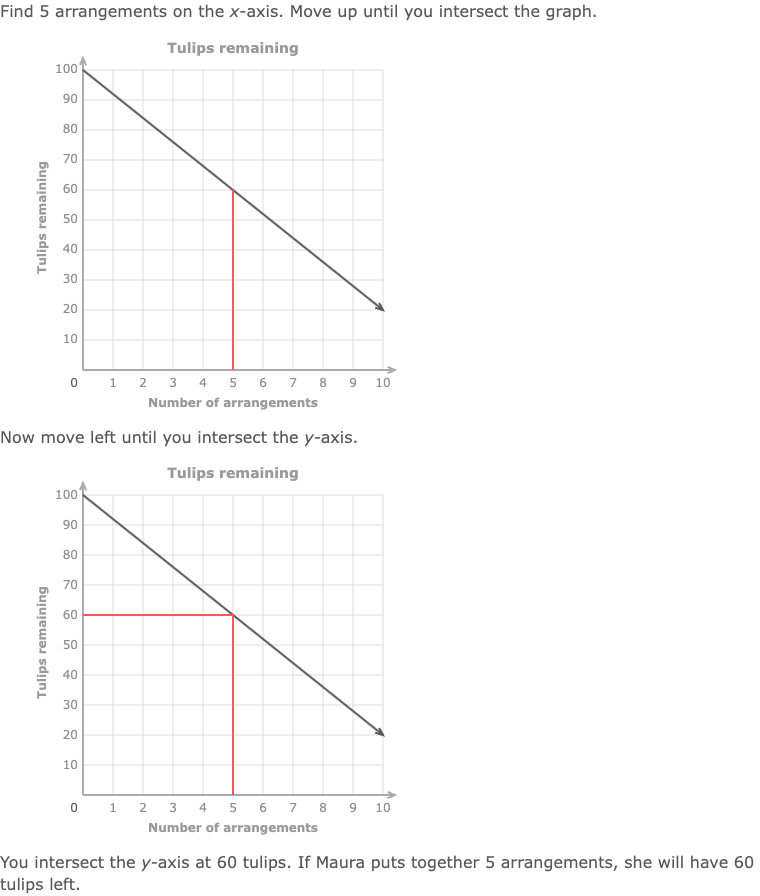 Find 5 arrangements on the x-axis. Move up until you intersect the graph.
Tulips remaining
100
90
80
70
60
50
40
30
20
10
Tulips remaining
0 1 2 3 4 5 6 7 8 9 10
Number of arrangements
Now move left until you intersect the y-axis.
Tulips remaining
100
90
80
70
60
50
40
30
20
10
Tulips remaining
0 1 2 3 4 5 6 7 8 9 10
Number of arrangements
You intersect the y-axis at 60 tulips. If Maura puts together 5 arrangements, she will have 60
tulips left.